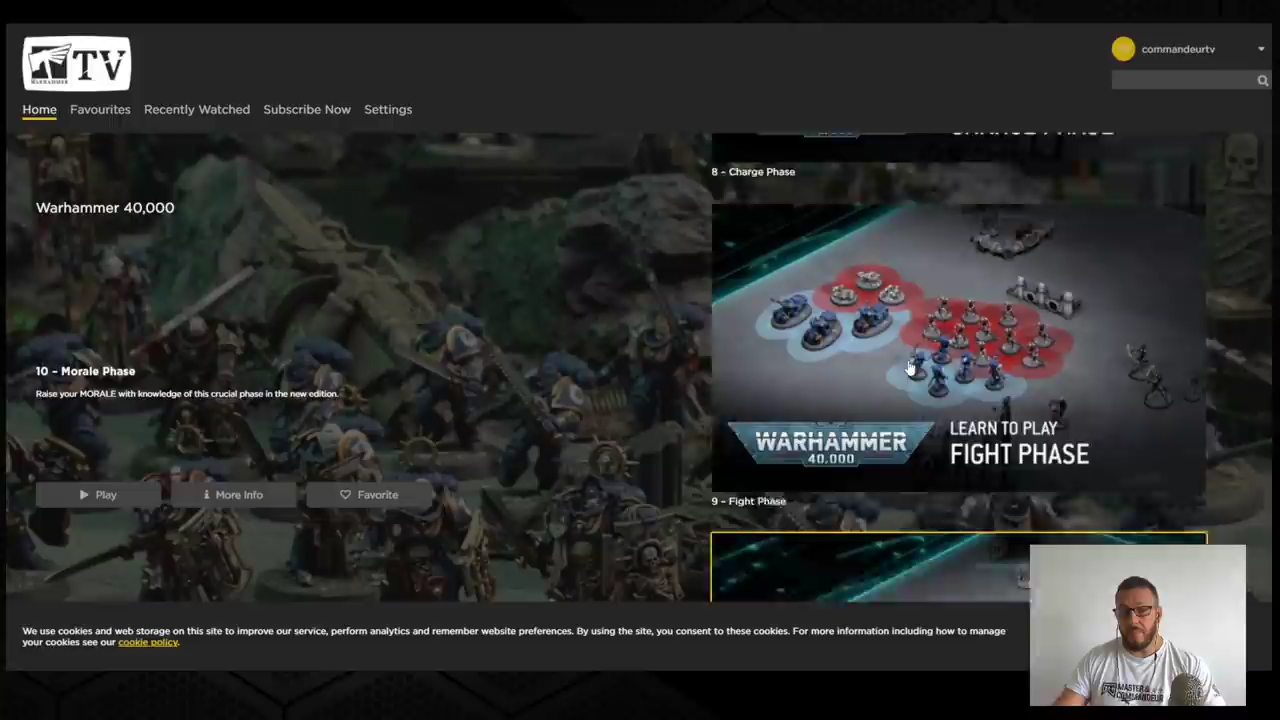 WARHAMMER
TV
commandeurtv
Home
Favourites
Recently Watched
Subscribe Now
Settings
8 - Charge Phase
Warhammer 40,000
10 - Morale Phase
Raise your MORALE with knowledge of this crucial phase in the new edition.
Play
More Info
Favorite
WARHAMMER
40,000
LEARN TO PLAY
FIGHT PHASE
9 - Fight Phase
We use cookies and web storage on this site to improve our service, perform analytics and remember website preferences. By using the site, you consent to these cookies. For more information including how to manage
your cookies see our cookie policy.
MASTER &
COMMANDEUR